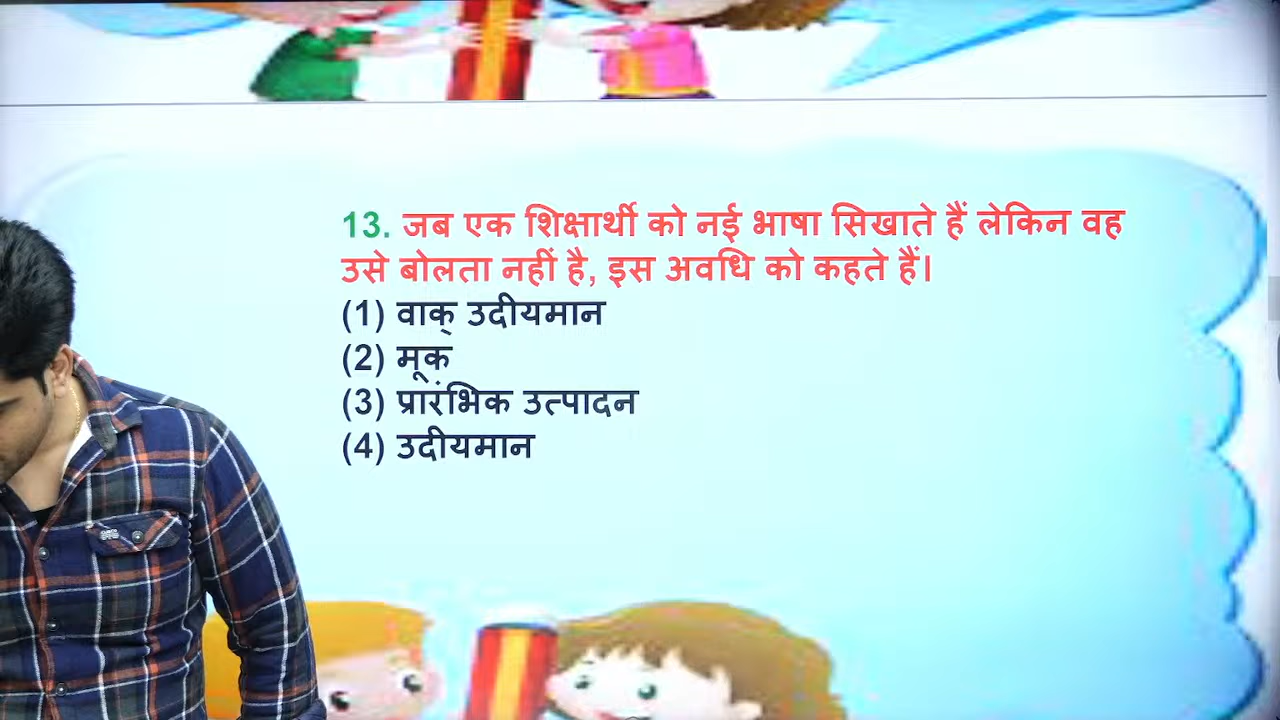 13. जब एक शिक्षार्थी को नई भाषा सिखाते हैं लेकिन वह
उसे बोलता नहीं है, इस अवधि को कहते हैं।
(1) वाक् उदीयमान
(2) मूक
(3) प्रारंभिक उत्पादन
(4) उदीयमान